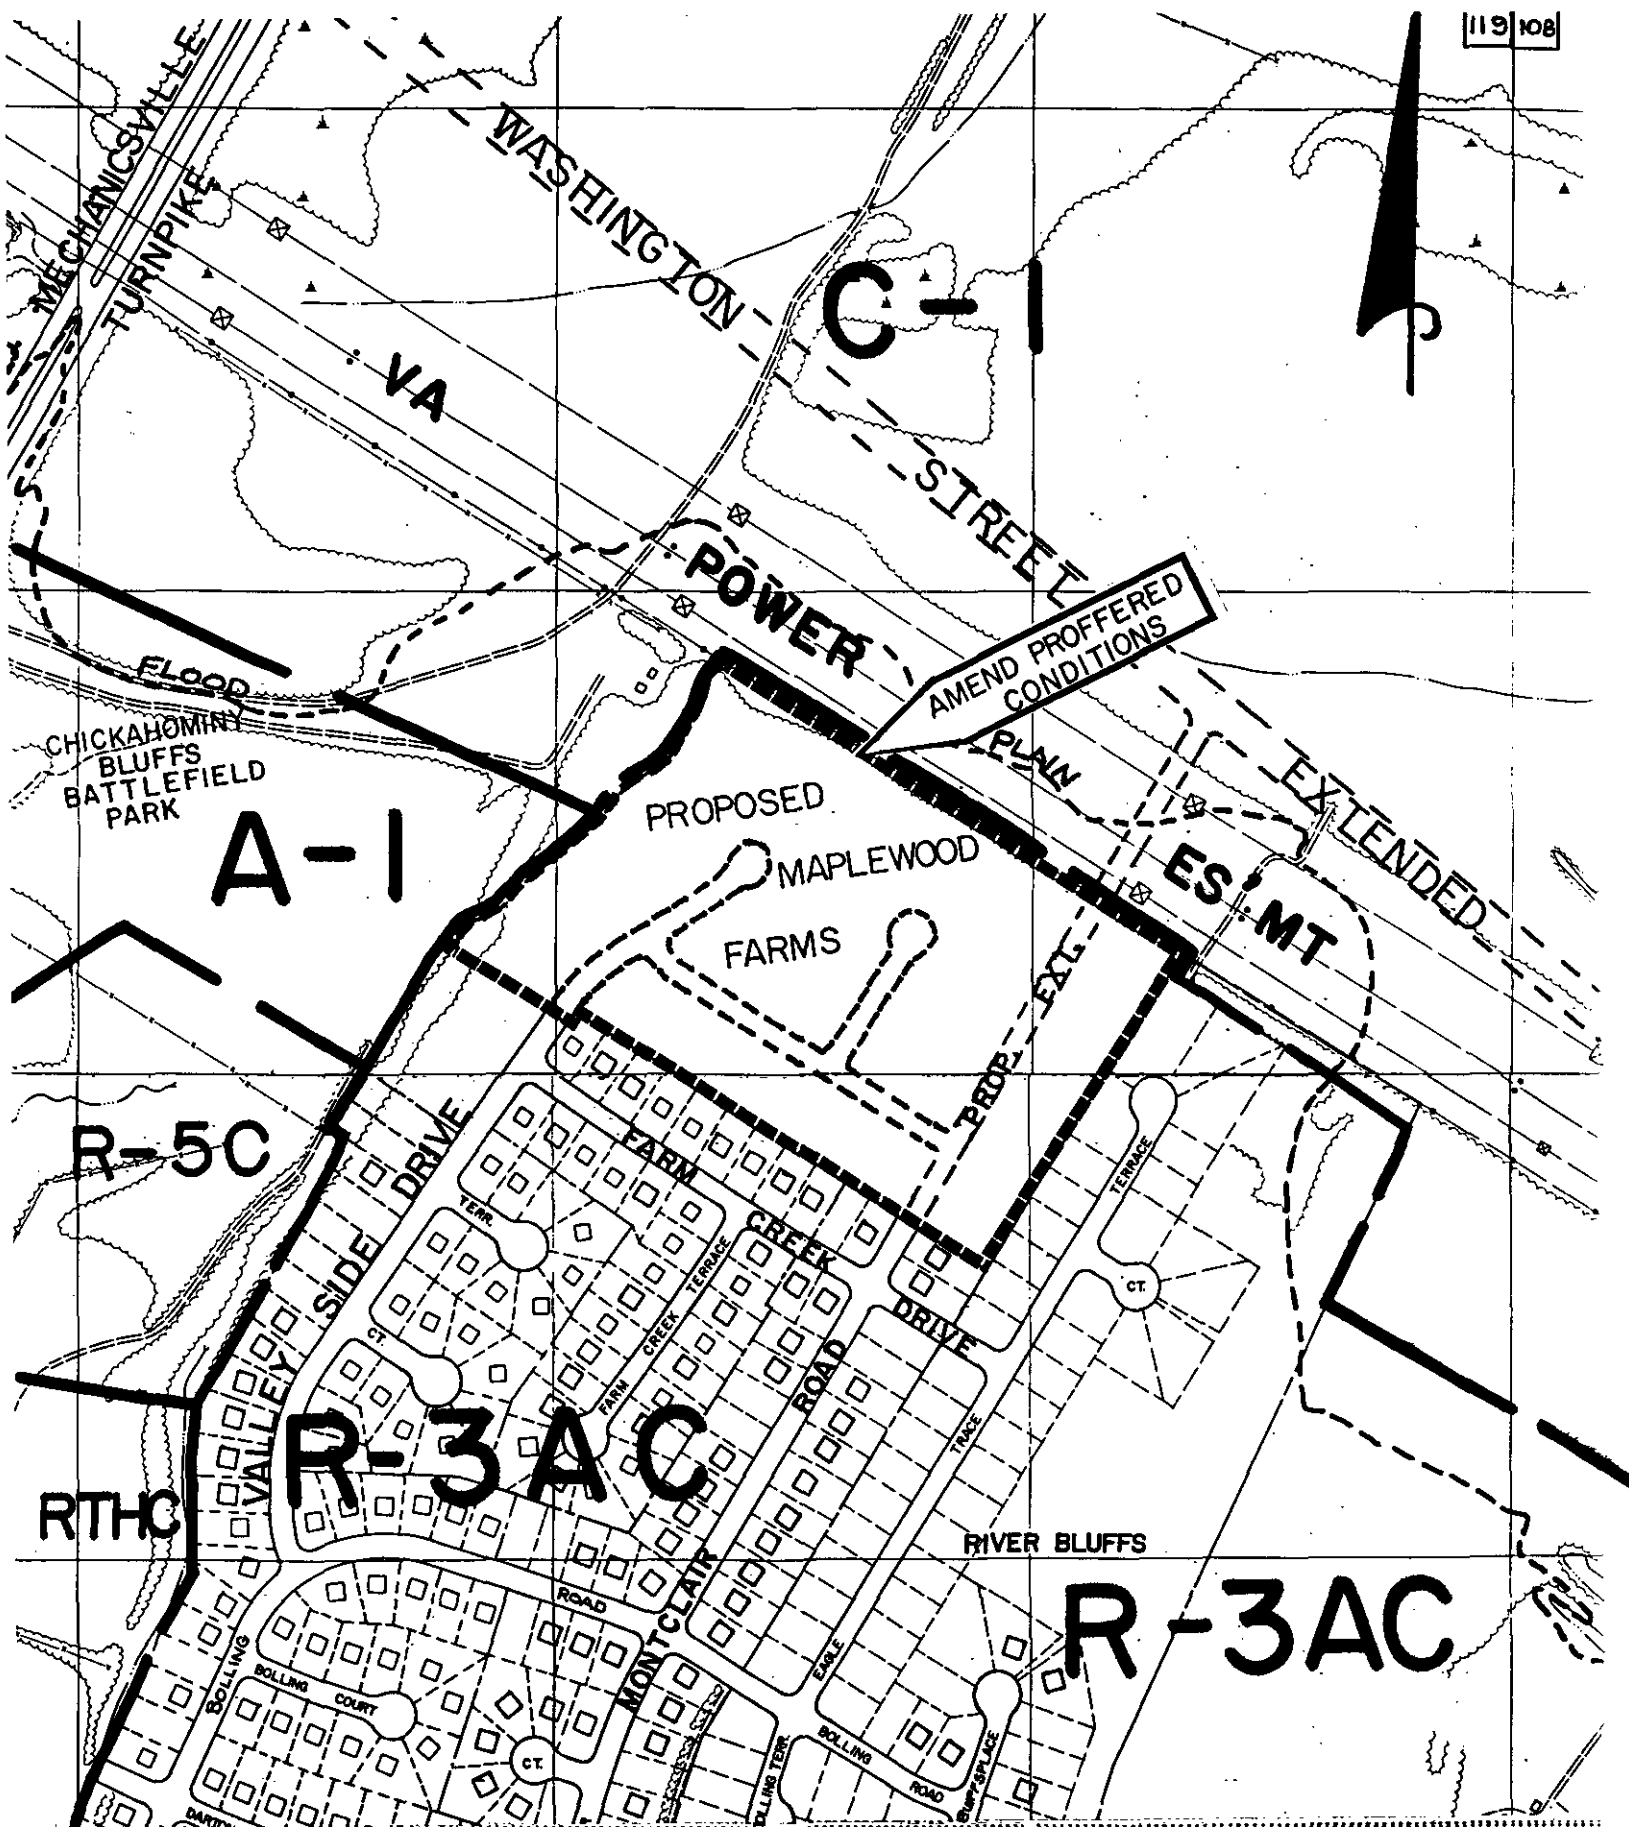 119 108
MECHANICSVILLE
TURNPIKE
WASHINGTON
C-1
VA
STREET
POWER
AMEND PROFFERED
CONDITIONS
FLOOD
CHICKAHOMINY
BLUFFS
BATTLEFIELD
PARK
PLAIN
EXTENDED
PROPOSED
MAPLEWOOD
FARMS
A-1
ES'MT
PROP. EXT.
R-5C
DRIVE
SIDE
VALLEY
FARM
CREEK
DRIVE
TERRACE
TERR.
CT.
CT.
FARM CREEK TERRACE
ROAD
TRACE
R-3AC
RTHC
RIVER BLUFFS
R-3AC
ROAD
MONTCLAIR
EAGLE
BOLLING
BOLLING COURT
CT.
BOLLING ROAD
PLACE